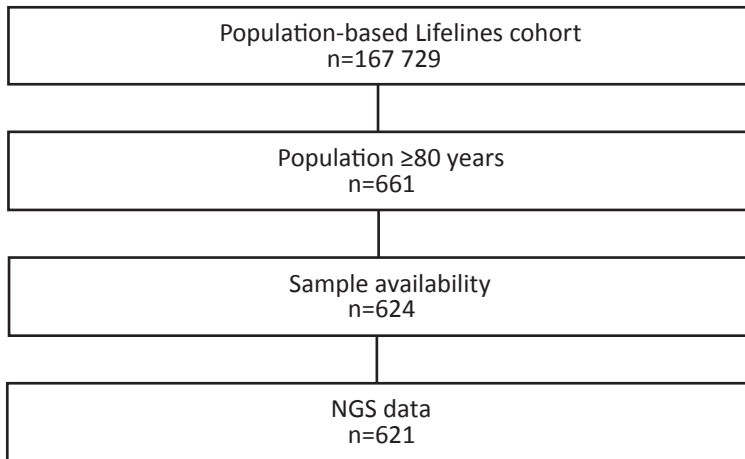 Population-based Lifelines cohort
n=167 729
Population ≥80 years
n=661
Sample availability
n=624
NGS data
n=621